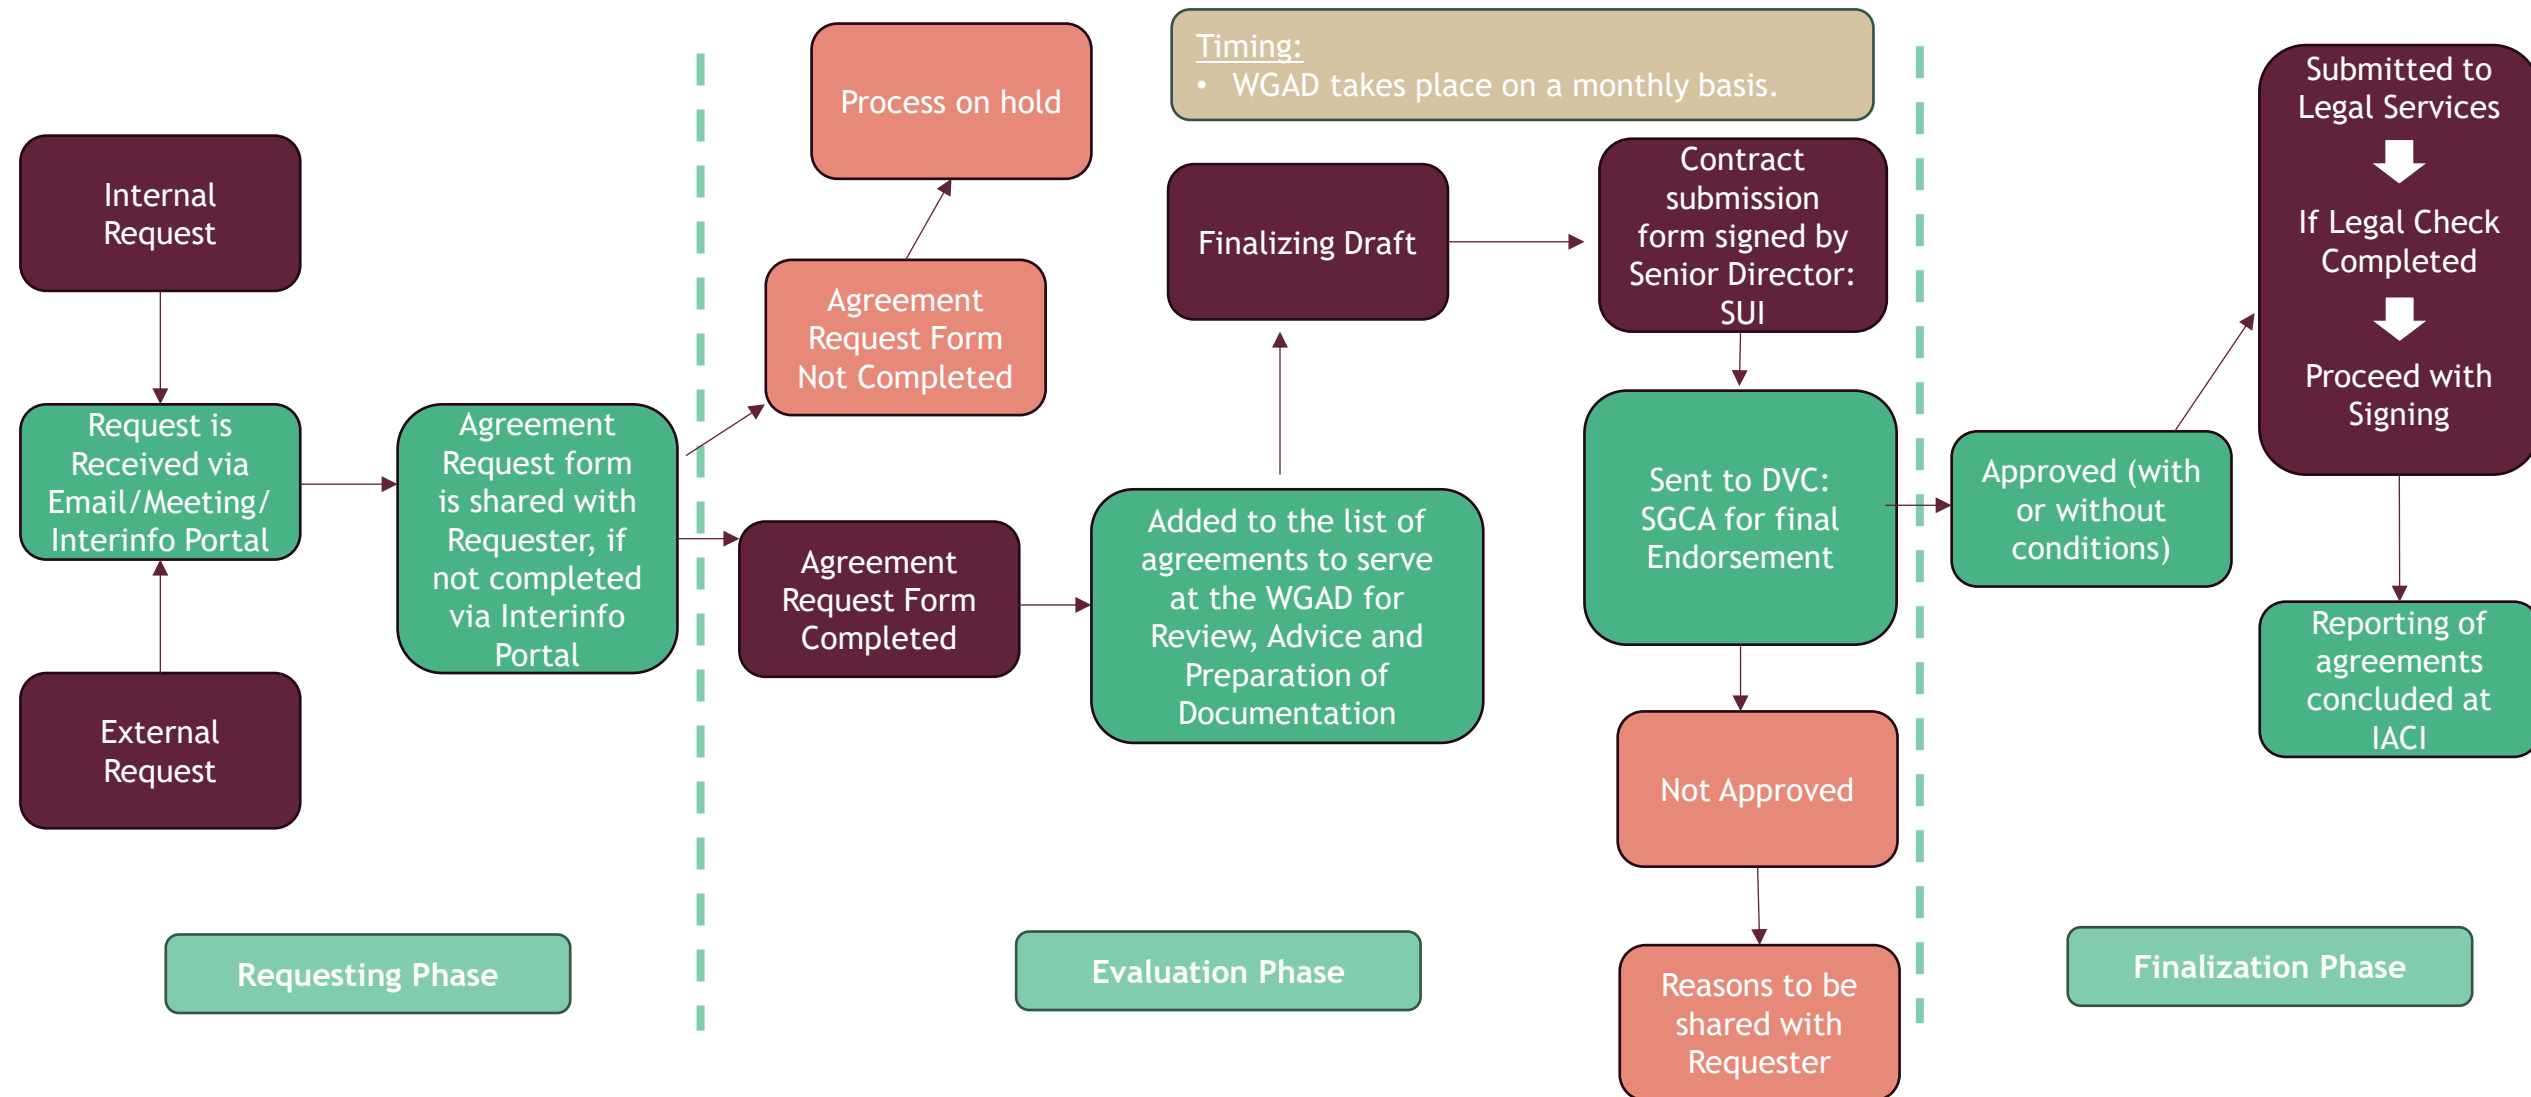 Internal
Request
Request is
Received via
Email/Meeting/
Interinfo Portal
External
Request
Agreement
Request form
is shared with
Requester, if
not completed
via Interinfo
Portal
Requesting Phase
Process on hold
Agreement
Request Form
Not Completed
Agreement
Request Form
Completed
Timing:
• WGAD takes place on a monthly basis.
Added to the list of
agreements to serve
at the WGAD for
Review, Advice and
Preparation of
Documentation
Finalizing Draft
Contract
submission
form signed by
Senior Director:
SUI
Sent to DVC:
SGCA for final
Endorsement
Not Approved
Reasons to be
shared with
Requester
Evaluation Phase
Approved (with
or without
conditions)
Submitted to
Legal Services
If Legal Check
Completed
Proceed with
Signing
Reporting of
agreements
concluded at
IACI
Finalization Phase